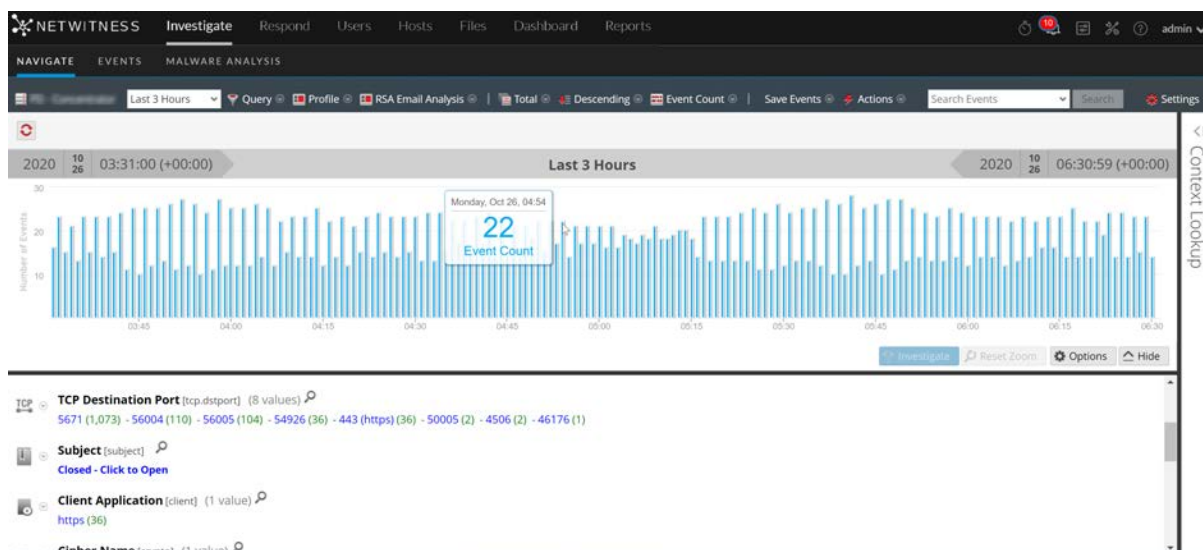 NETWITNESS Investigate Respond Users Hosts Files Dashboard Reports 10 admin
NAVIGATE EVENTS MALWARE ANALYSIS
Last 3 Hours Query Profile RSA Email Analysis | Total Descending Event Count | Save Events Actions Search Events Search Settings
2020 10 26 03:31:00 (+00:00) Last 3 Hours 2020 10 26 06:30:59 (+00:00)
Context Lookup
Number of Events
30
20
10
Monday, Oct 26, 04:54
22
Event Count
03:45 04:00 04:15 04:30 04:45 05:00 05:15 05:30 05:45 06:00 06:15 06:30
Investigate Reset Zoom Options Hide
TCP TCP Destination Port [tcp.dstport] (8 values)
5671 (1,073) - 56004 (110) - 56005 (104) - 54926 (36) - 443 (https) (36) - 50005 (2) - 4506 (2) - 46176 (1)
Subject [subject]
Closed - Click to Open
Client Application [client] (1 value)
https (36)
Cipher Name (1 value)